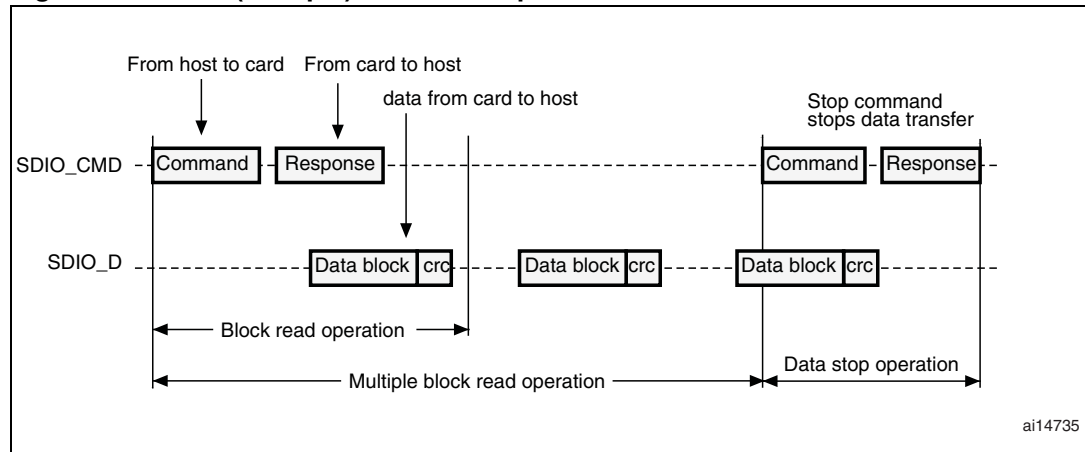 From host to card
From card to host
data from card to host
Stop command
stops data transfer
SDIO_CMD
Command
Response
Command
Response
SDIO_D
Data block
crc
Data block
crc
Data block
crc
Block read operation
Multiple block read operation
Data stop operation
ai14735